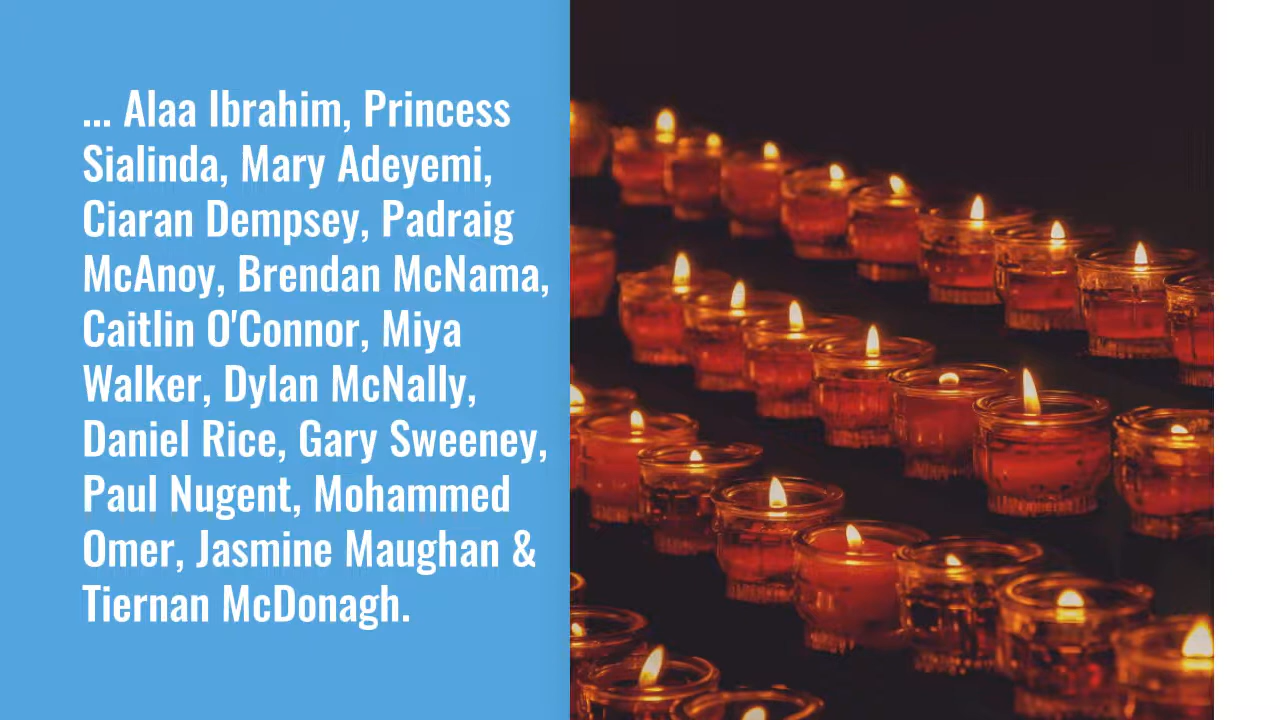 ... Alaa Ibrahim, Princess
Sialinda, Mary Adeyemi,
Ciaran Dempsey, Padraig
McAnoy, Brendan McNama,
Caitlin O'Connor, Miya
Walker, Dylan McNally,
Daniel Rice, Gary Sweeney,
Paul Nugent, Mohammed
Omer, Jasmine Maughan &
Tiernan McDonagh.